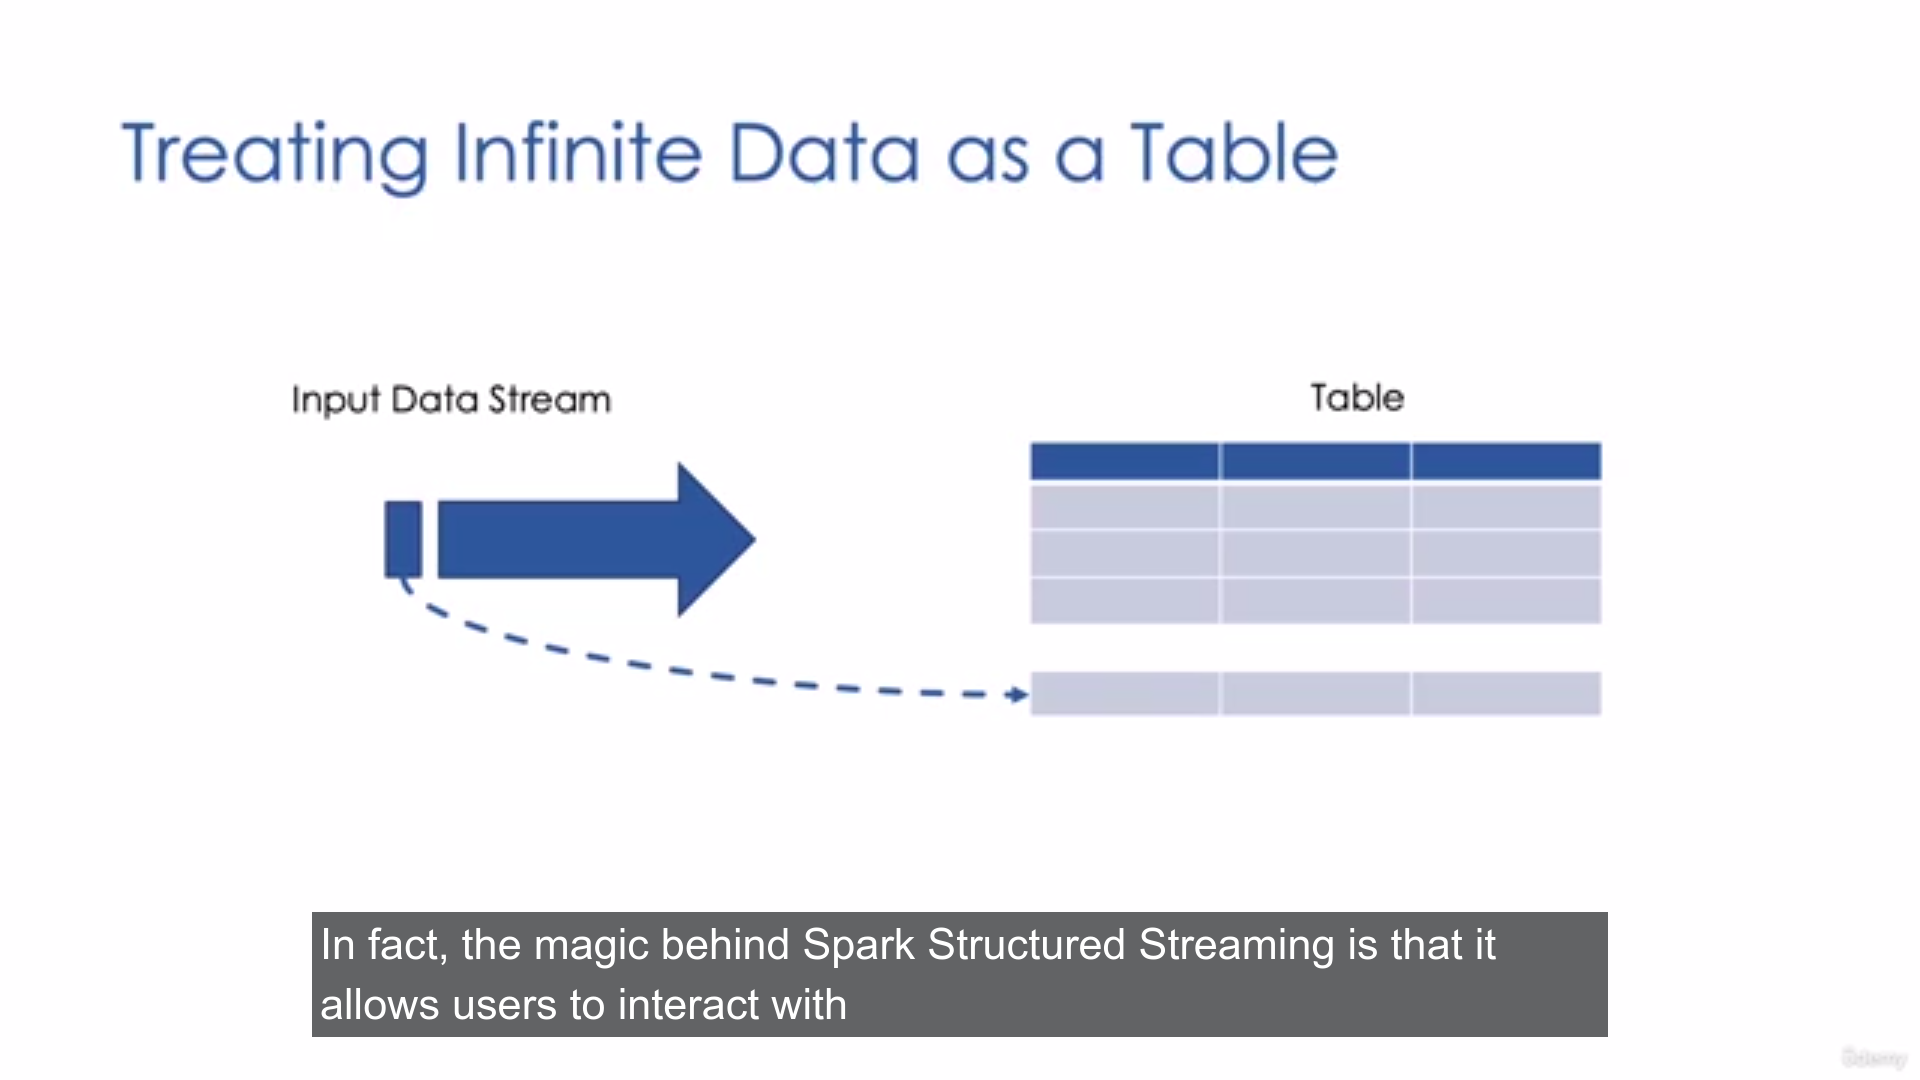 Treating Infinite Data as a Table
Input Data Stream
Table
In fact, the magic behind Spark Structured Streaming is that it
allows users to interact with
Udemy